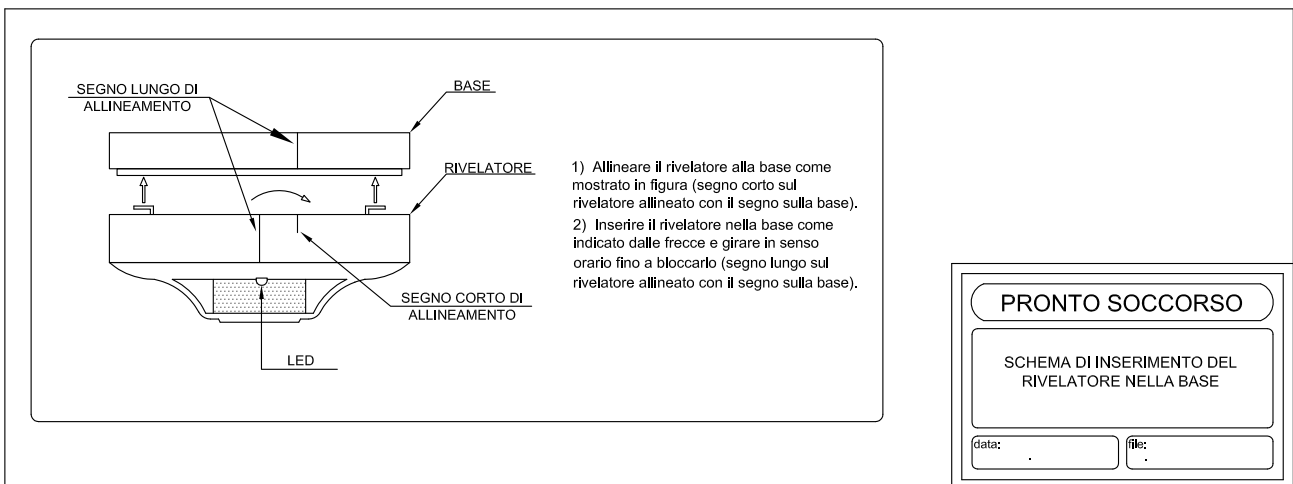 SEGNO LUNGO DI
ALLINEAMENTO
BASE
RIVELATORE
SEGNO CORTO DI
ALLINEAMENTO
LED
1) Allineare il rivelatore alla base come
mostrato in figura (segno corto sul
rivelatore allineato con il segno sulla base).
2) Inserire il rivelatore nella base come
indicato dalle frecce e girare in senso
orario fino a bloccarlo (segno lungo sul
rivelatore allineato con il segno sulla base).
PRONTO SOCCORSO
SCHEMA DI INSERIMENTO DEL
RIVELATORE NELLA BASE
data:
.
file:
.